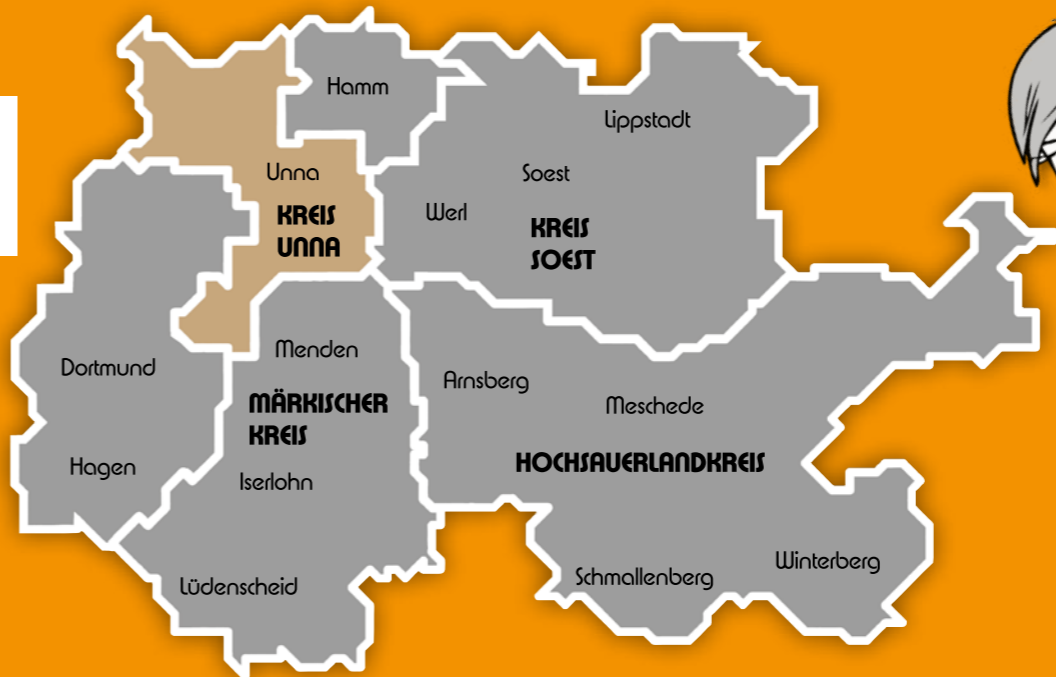 Hamm
Lippstadt
Unna
Soest
KREIS
UNNA
Werl
KREIS
SOEST
Dortmund
Menden
Arnsberg
Meschede
MÄRKISCHER
KREIS
HOCHSAUERLANDKREIS
Hagen
Iserlohn
Lüdenscheid
Schmallenberg
Winterberg